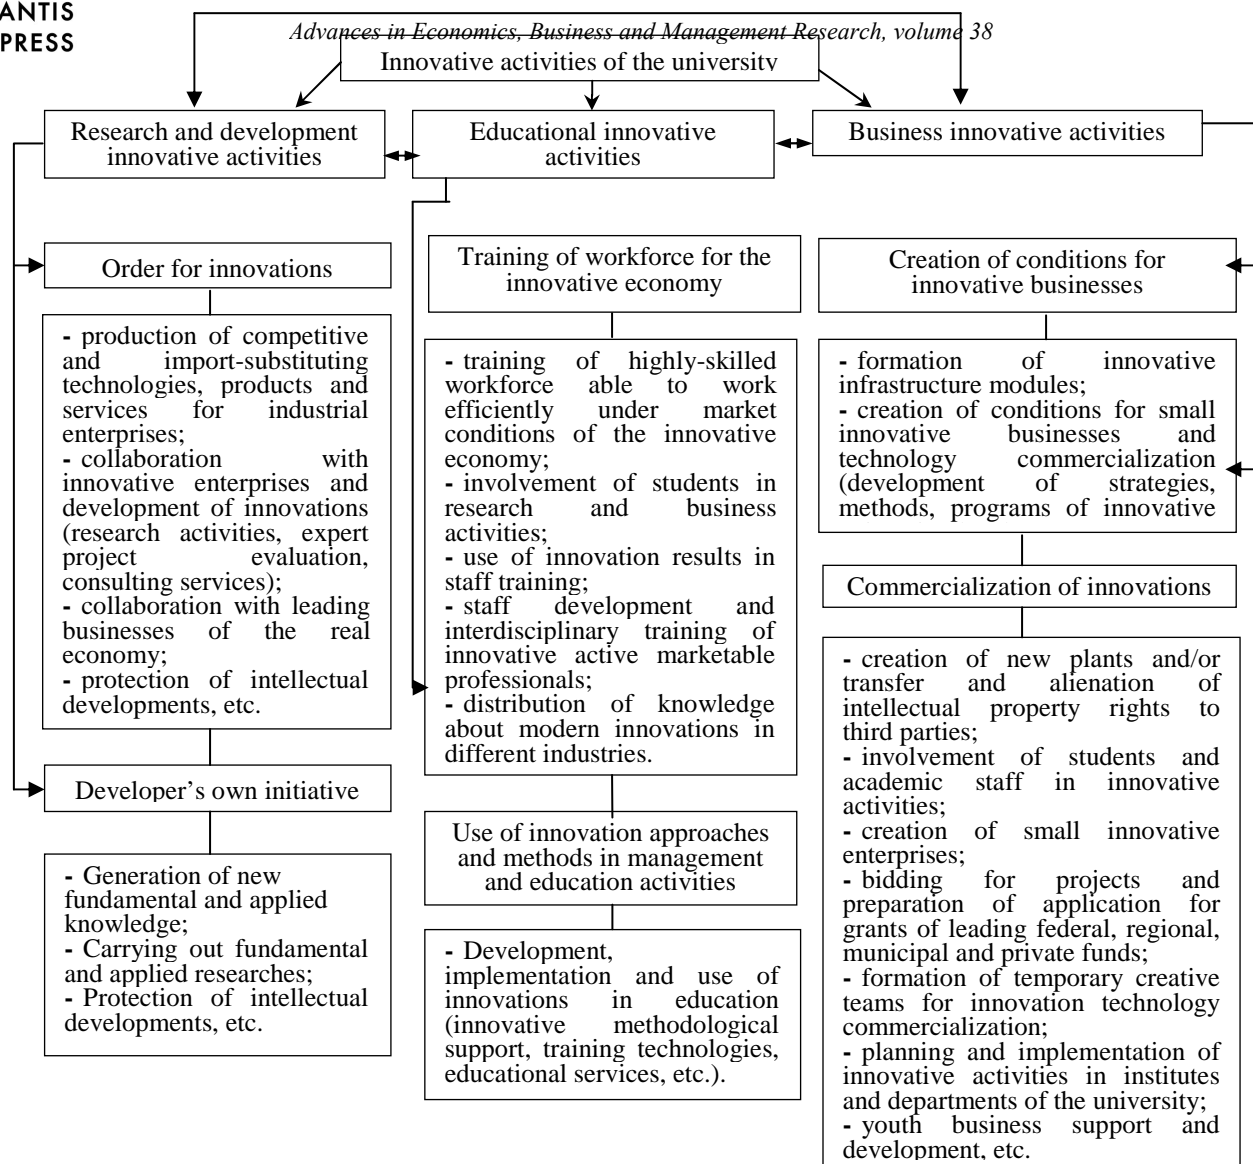 ANTIS
PRESS
Advances in Economics, Business and Management Research, volume 38
Innovative activities of the university
Research and development
innovative activities
Educational innovative
activities
Business innovative activities
Order for innovations
- production of competitive
and import-substituting
technologies, products and
services for industrial
enterprises;
- collaboration with
innovative enterprises and
development of innovations
(research activities, expert
project evaluation,
consulting services);
- collaboration with leading
businesses of the real
economy;
- protection of intellectual
developments, etc.
Developer's own initiative
- Generation of new
fundamental and applied
knowledge;
- Carrying out fundamental
and applied researches;
- Protection of intellectual
developments, etc.
Training of workforce for the
innovative economy
- training of highly-skilled
workforce able to work
efficiently under market
conditions of the innovative
economy;
- involvement of students in
research and business
activities;
- use of innovation results in
staff training;
- staff development and
interdisciplinary training of
innovative active marketable
professionals;
- distribution of knowledge
about modern innovations in
different industries.
Use of innovation approaches
and methods in management
and education activities
- Development,
implementation and use of
innovations in education
(innovative methodological
support, training technologies,
educational services, etc.).
Creation of conditions for
innovative businesses
- formation of innovative
infrastructure modules;
- creation of conditions for small
innovative businesses and
technology commercialization
(development of strategies,
methods, programs of innovative
Commercialization of innovations
- creation of new plants and/or
transfer and alienation of
intellectual property rights to
third parties;
- involvement of students and
academic staff in innovative
activities;
- creation of small innovative
enterprises;
- bidding for projects and
preparation of application for
grants of leading federal, regional,
municipal and private funds;
- formation of temporary creative
teams for innovation technology
commercialization;
- planning and implementation of
innovative activities in institutes
and departments of the university;
- youth business support and
development, etc.